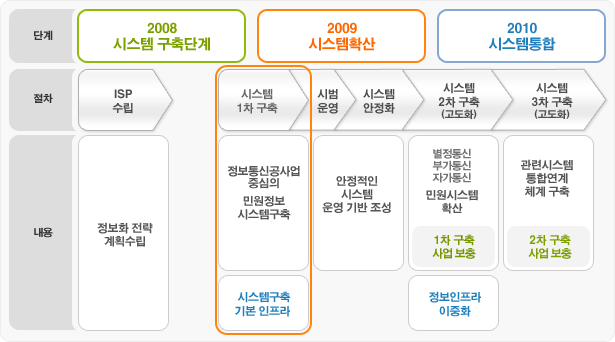 단계
2008
시스템 구축단계
2009
시스템확산
2010
시스템통합
절차
ISP
수립
시스템
1차 구축
시범
운영
시스템
안정화
시스템
2차 구축
(고도화)
시스템
3차 구축
(고도화)
내용
정보화 전략
계획수립
정보통신공사업
중심의
민원정보
시스템구축
시스템구축
기본 인프라
안정적인
시스템
운영 기반 조성
별정통신
부가통신
자가통신
민원시스템
확산
1차 구축
사업 보충
정보인프라
이중화
관련시스템
통합연계
체계 구축
2차 구축
사업 보충